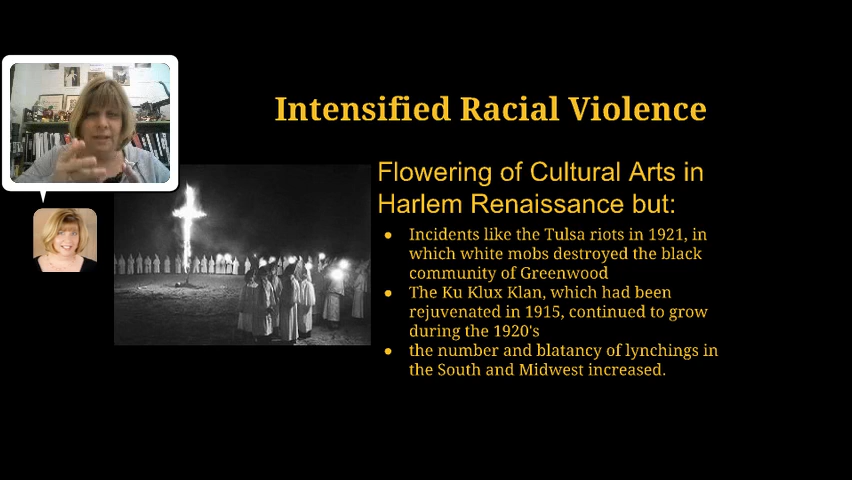 Intensified Racial Violence
Flowering of Cultural Arts in
Harlem Renaissance but:
● Incidents like the Tulsa riots in 1921, in
which white mobs destroyed the black
community of Greenwood
● The Ku Klux Klan, which had been
rejuvenated in 1915, continued to grow
during the 1920's
● the number and blatancy of lynchings in
the South and Midwest increased.